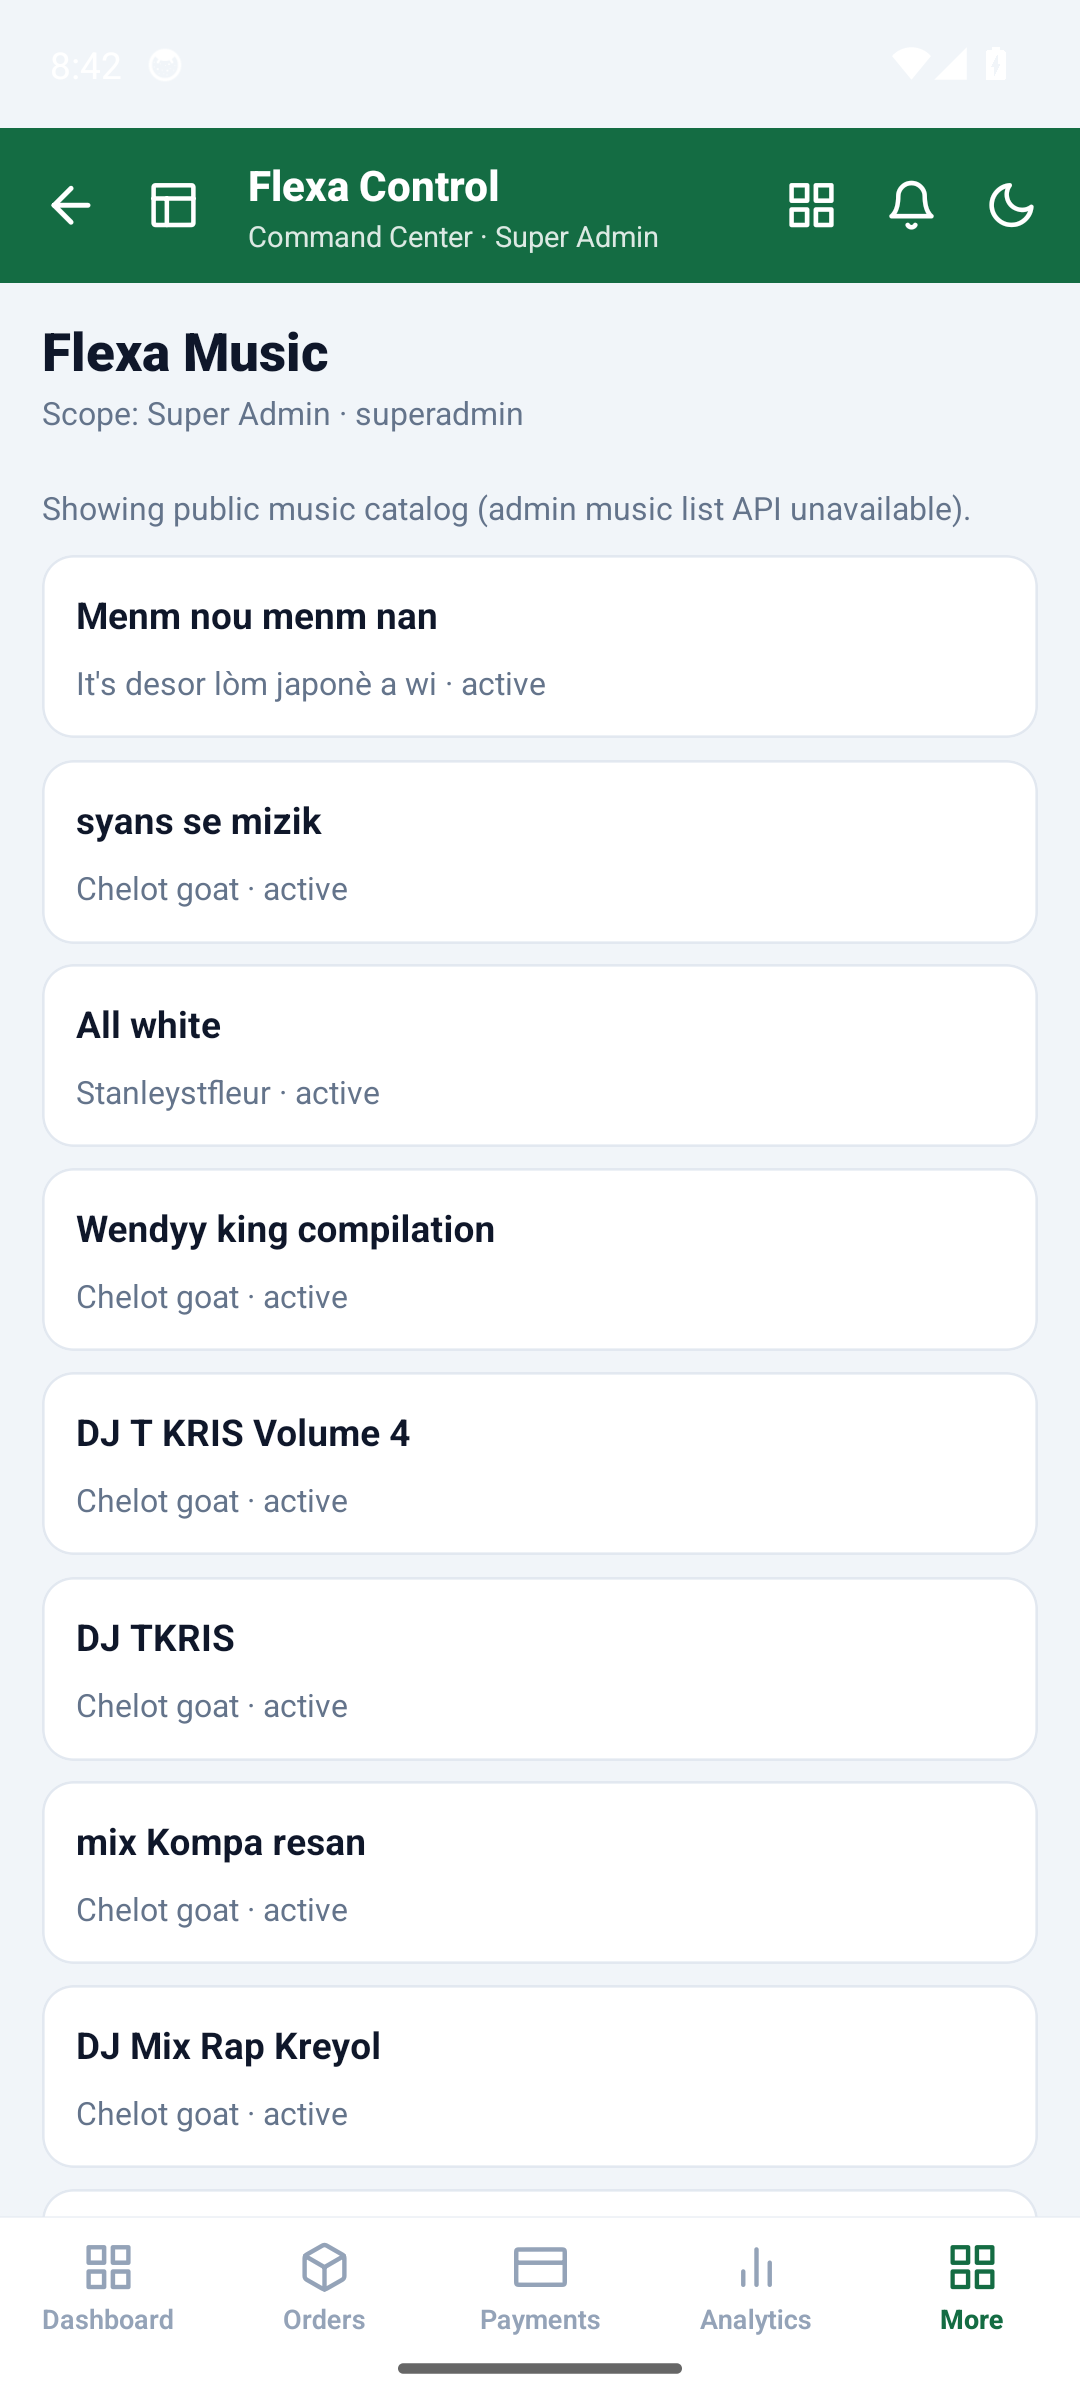 8:42
Flexa Control
Command Center · Super Admin
Flexa Music
Scope: Super Admin · superadmin
Showing public music catalog (admin music list API unavailable).
Menm nou menm nan
It's desor lòm japonè a wi · active
syans se mizik
Chelot goat · active
All white
Stanleystfleur · active
Wendyy king compilation
Chelot goat · active
DJ T KRIS Volume 4
Chelot goat · active
DJ TKRIS
Chelot goat · active
mix Kompa resan
Chelot goat · active
DJ Mix Rap Kreyol
Chelot goat · active
Dashboard
Orders
Payments
Analytics
More